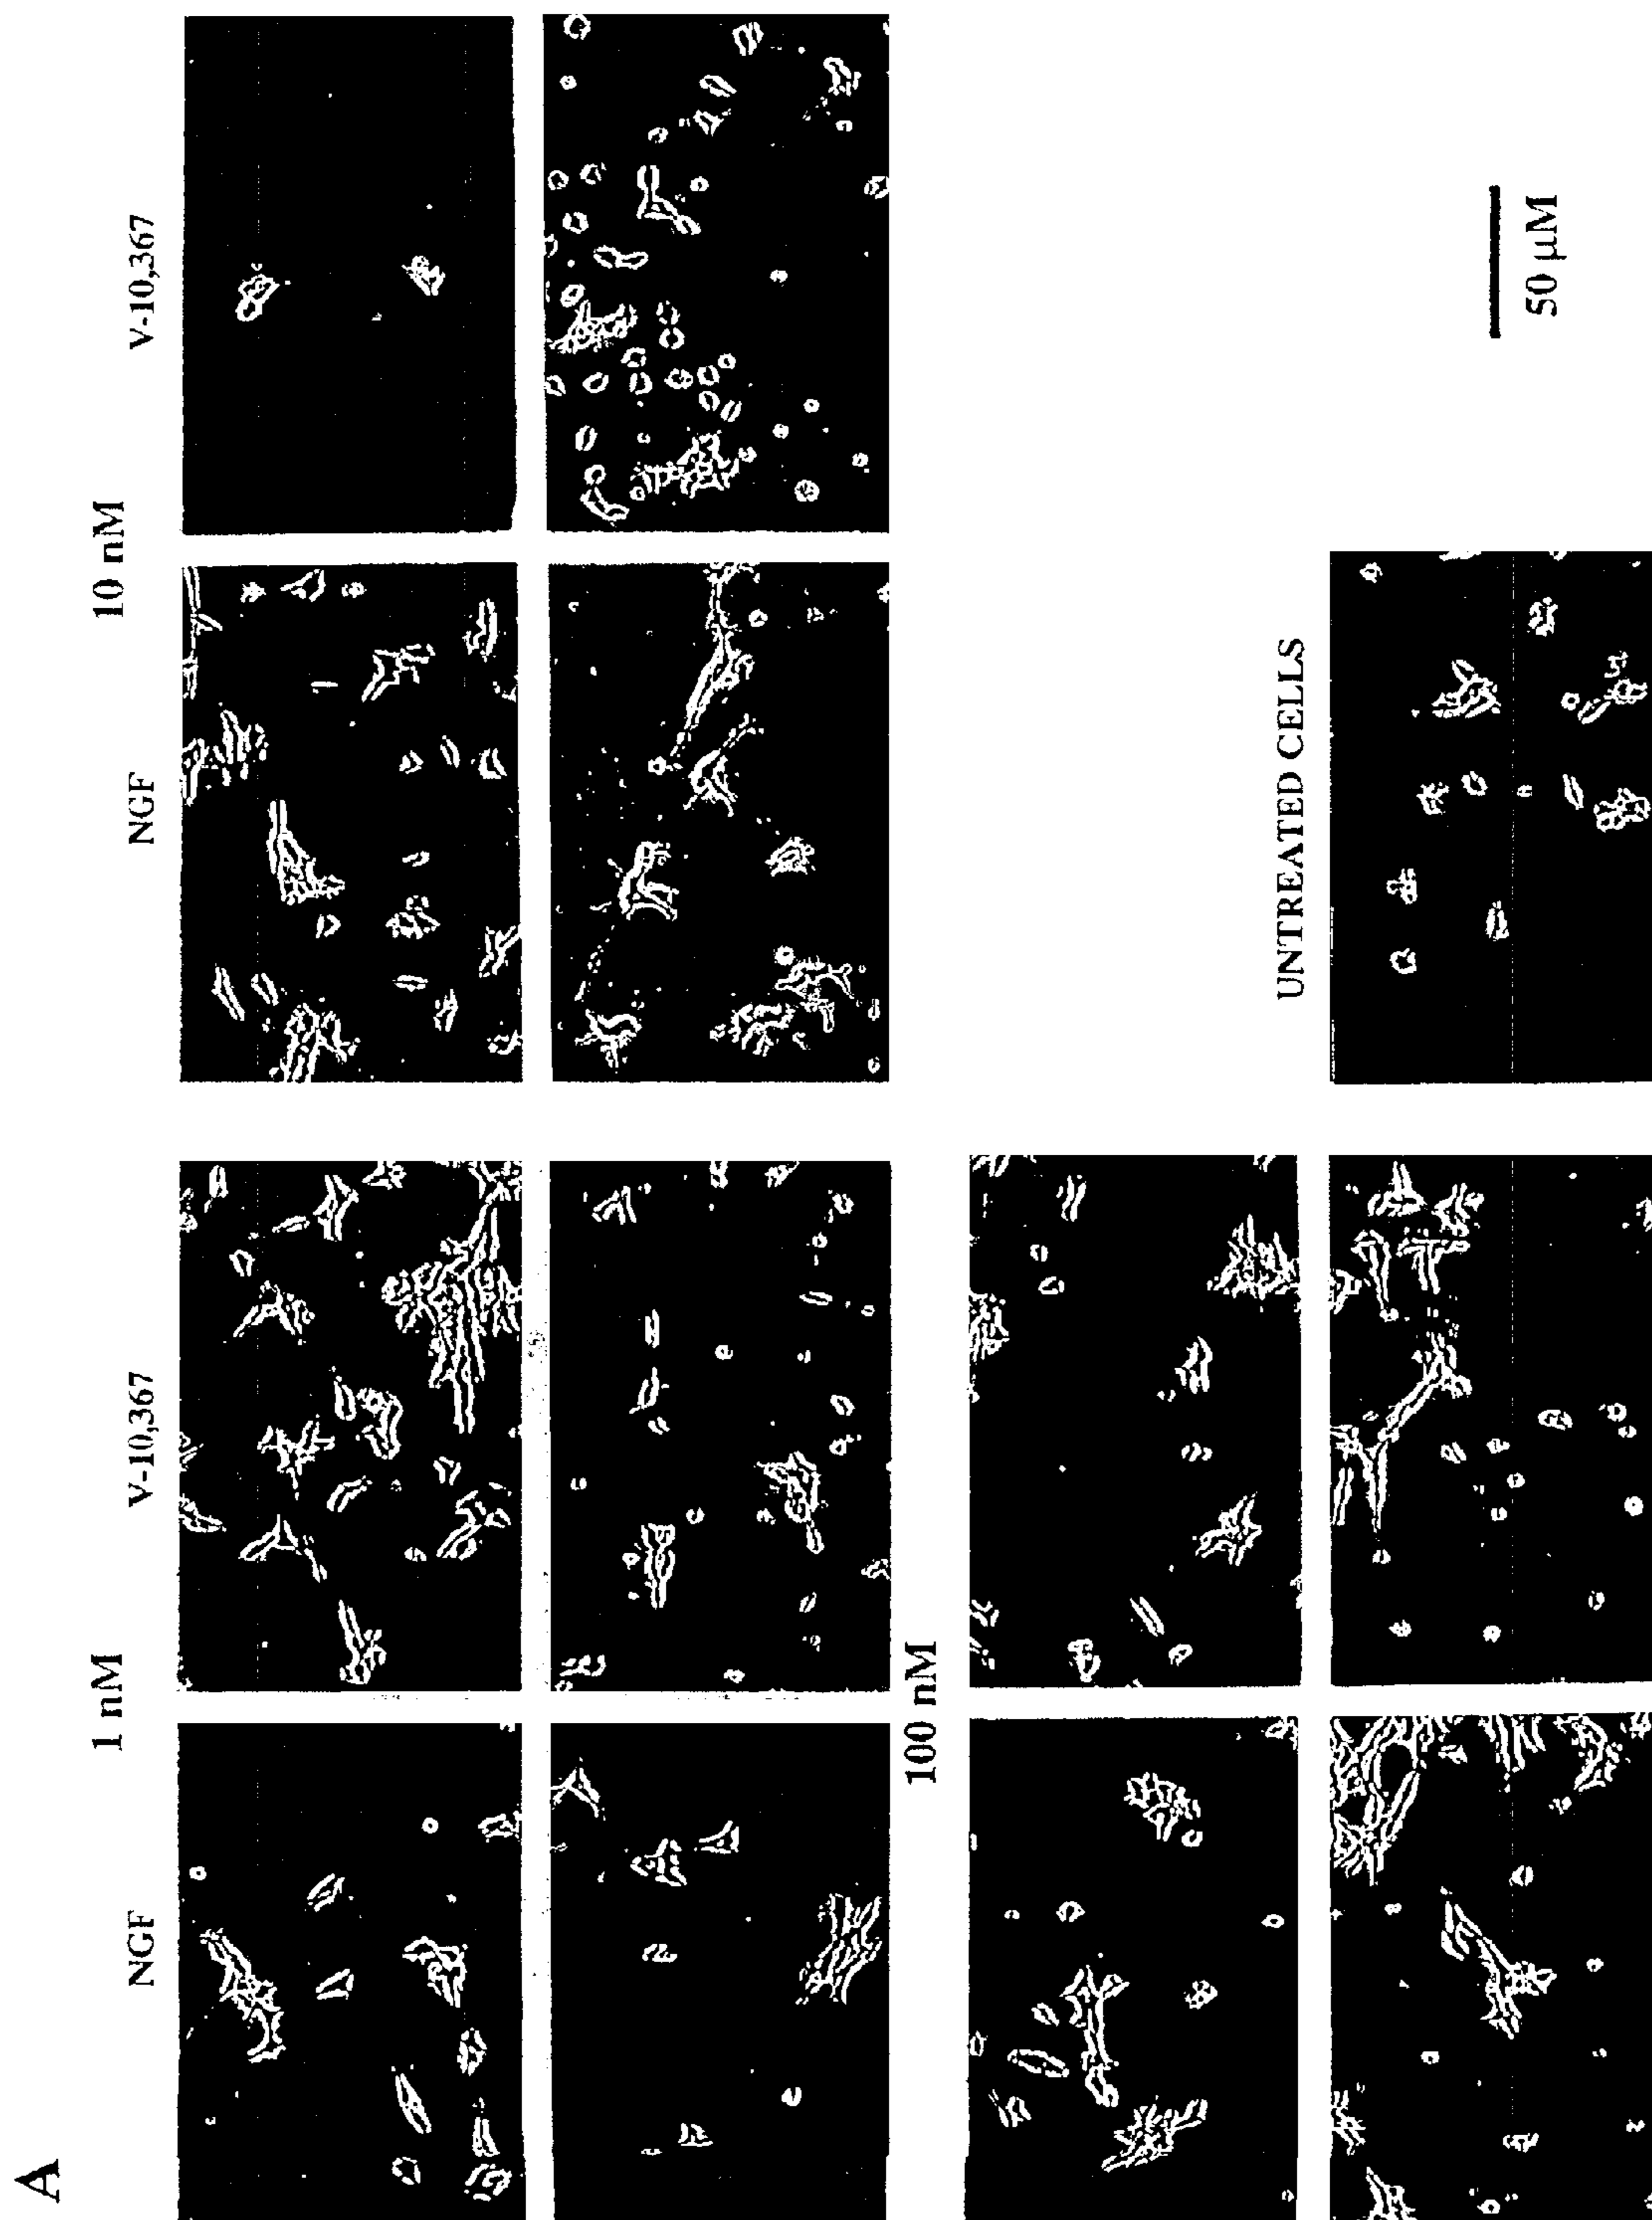 A
1 nM
10 nM
NGF
V-10,367
NGF
V-10,367
100 nM
UNTREATED CELLS
50 µM